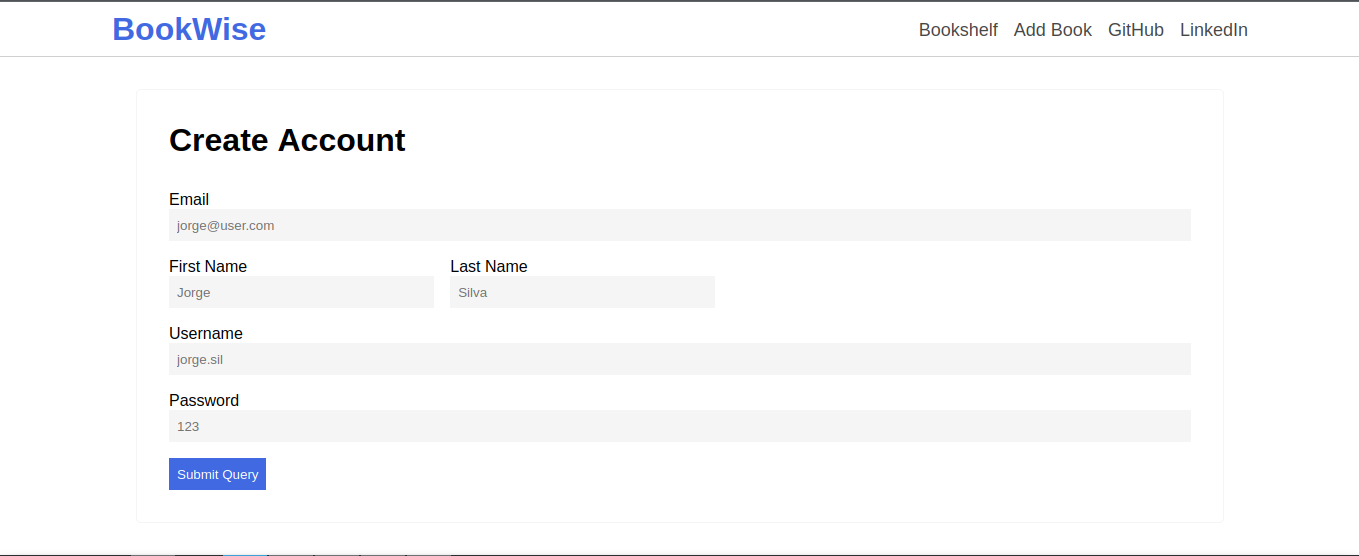 BookWise Bookshelf Add Book GitHub LinkedIn
Create Account
Email
jorge@user.com
First Name Last Name
Jorge Silva
Username
jorge.sil
Password
123
Submit Query